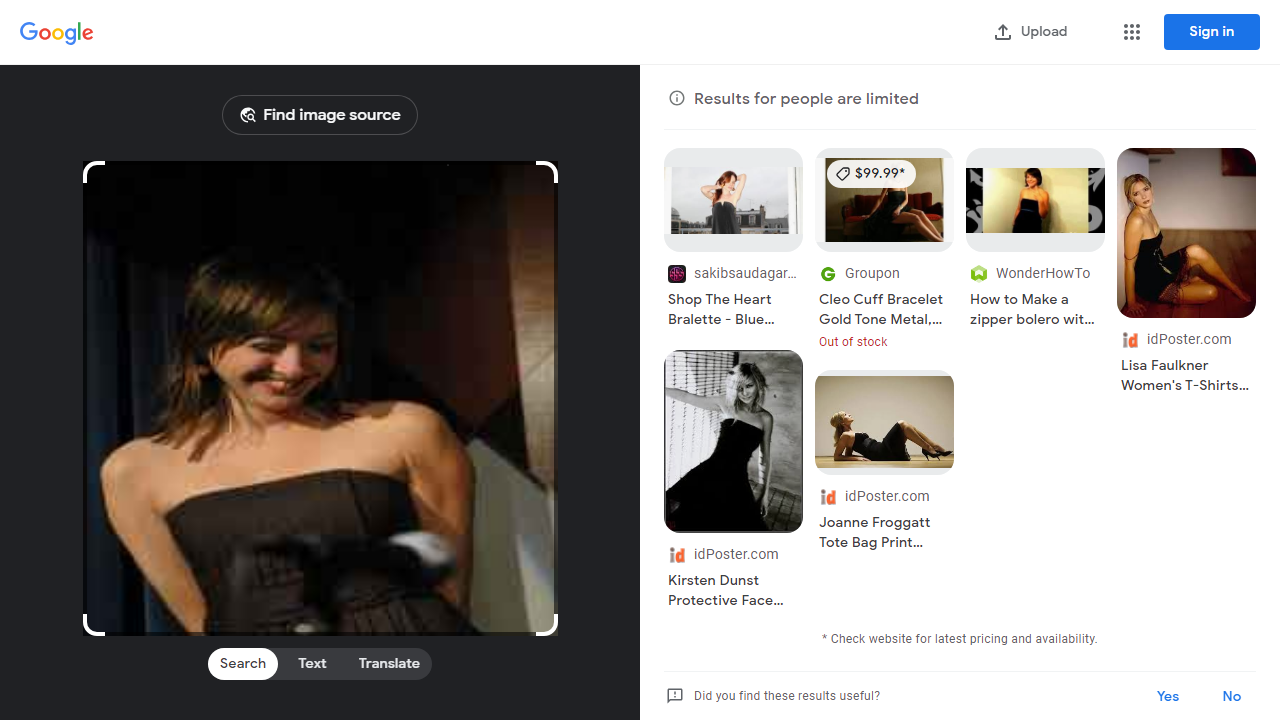 Google
Upload
Sign in
Find image source
Search
Text
Translate
Results for people are limited
$99.99*
sakibsaudagar...
Shop The Heart
Bralette - Blue...
Groupon
Cleo Cuff Bracelet
Gold Tone Metal,...
Out of stock
WonderHowTo
How to Make a
zipper bolero wit...
idPoster.com
Lisa Faulkner
Women's T-Shirts...
idPoster.com
Kirsten Dunst
Protective Face...
idPoster.com
Joanne Froggatt
Tote Bag Print...
* Check website for latest pricing and availability.
Did you find these results useful?
Yes
No